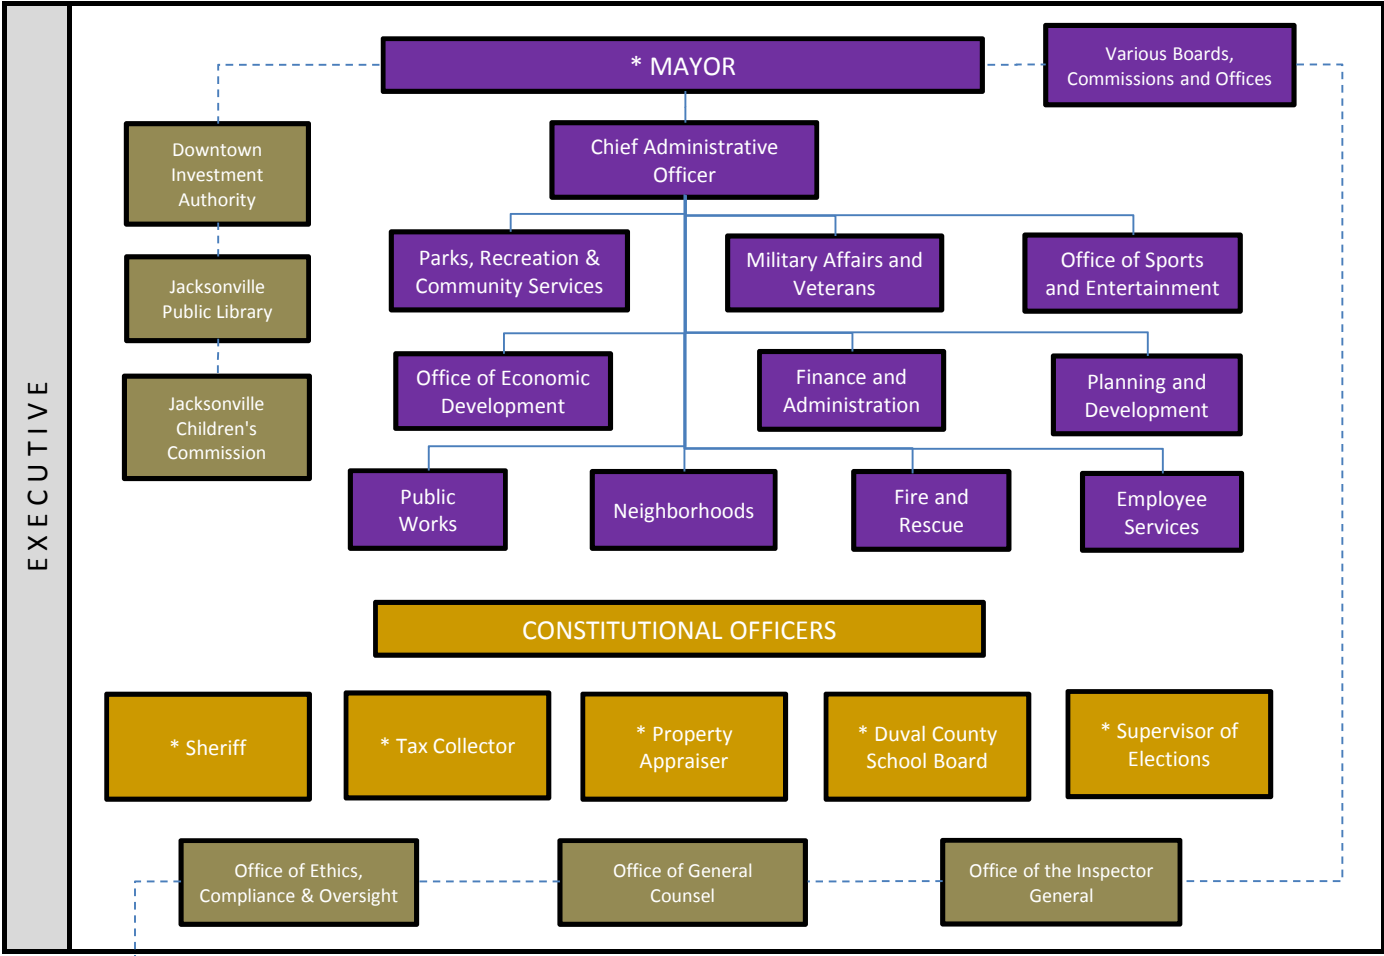 EXECUTIVE
* MAYOR
Various Boards,
Commissions and Offices
Downtown
Investment
Authority
Chief Administrative
Officer
Jacksonville
Public Library
Jacksonville
Children's
Commission
Parks, Recreation &
Community Services
Military Affairs and
Veterans
Office of Sports
and Entertainment
Office of Economic
Development
Finance and
Administration
Planning and
Development
Public
Works
Neighborhoods
Fire and
Rescue
Employee
Services
CONSTITUTIONAL OFFICERS
* Sheriff
* Tax Collector
* Property
Appraiser
* Duval County
School Board
* Supervisor of
Elections
Office of Ethics,
Compliance & Oversight
Office of General
Counsel
Office of the Inspector
General